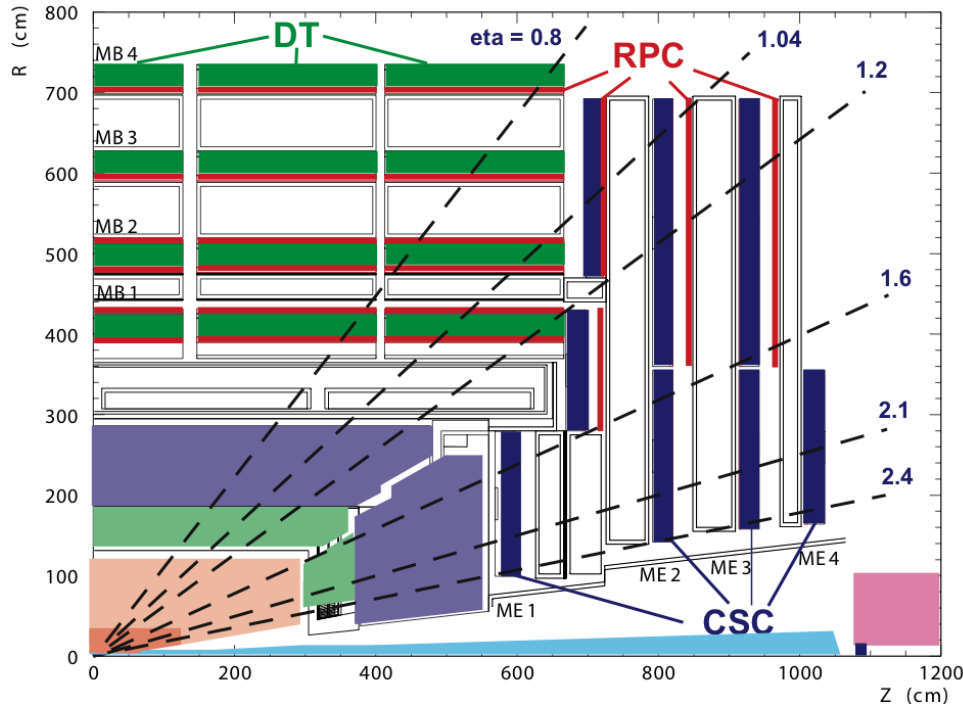 R (cm)
800
700
600
500
400
300
200
100
0
MB 4
MB 3
MB 2
MB 1
DT
eta = 0.8
RPC
1.04
1.2
1.6
2.1
2.4
ME 1
ME 2
ME 3
ME 4
CSC
0
200
400
600
800
1000
1200
Z (cm)